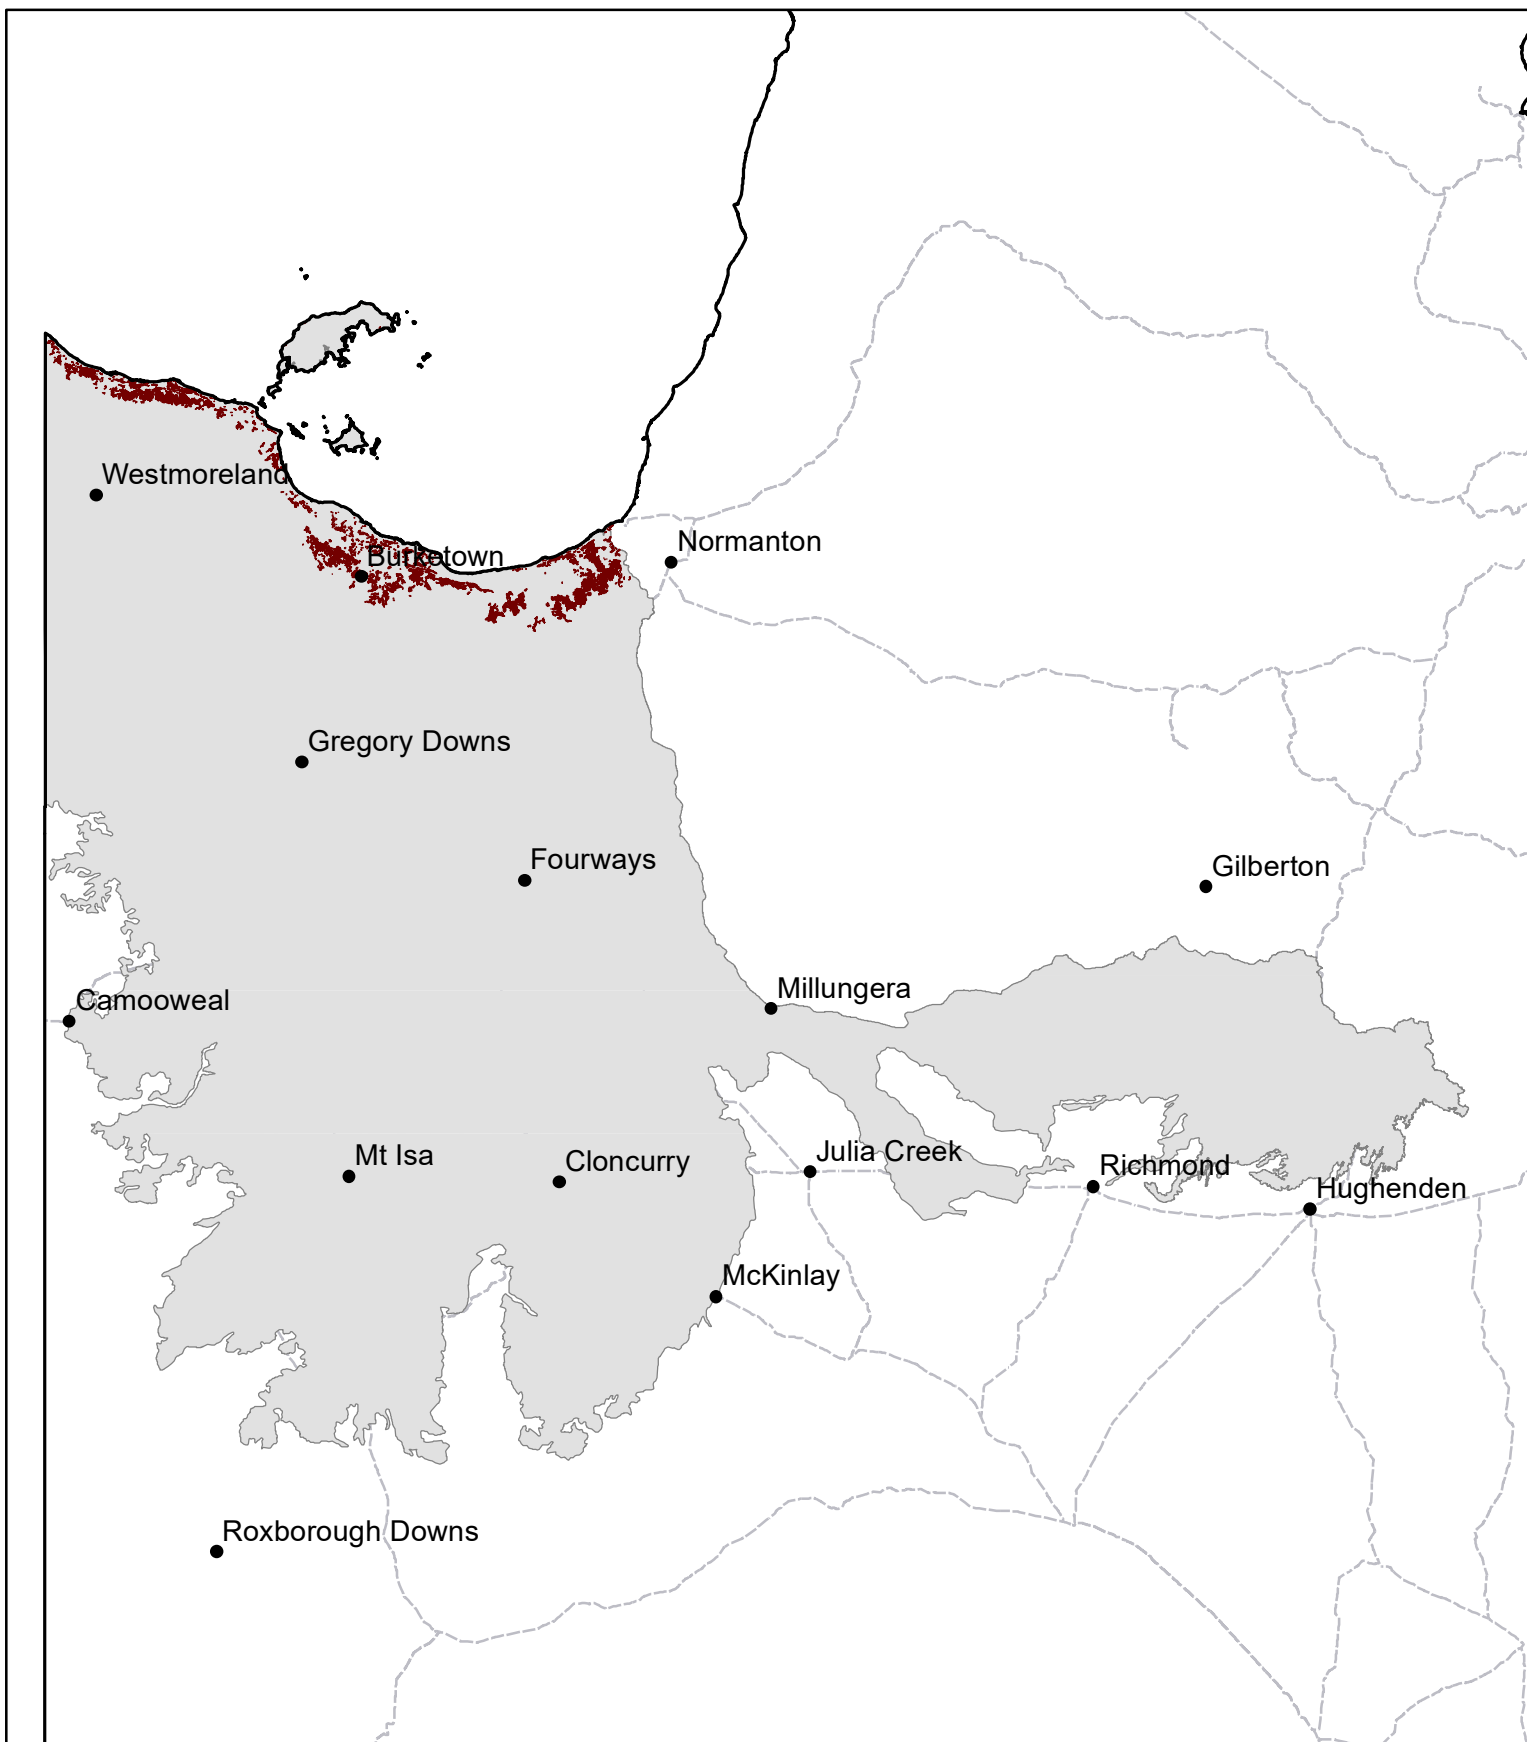 Westmoreland
Normanton
Burketown
Gregory Downs
Fourways
Gilberton
Millungera
Camooweal
Julia Creek
Mt Isa
Cloncurry
Richmond
Hughenden
McKinlay
Roxborough Downs